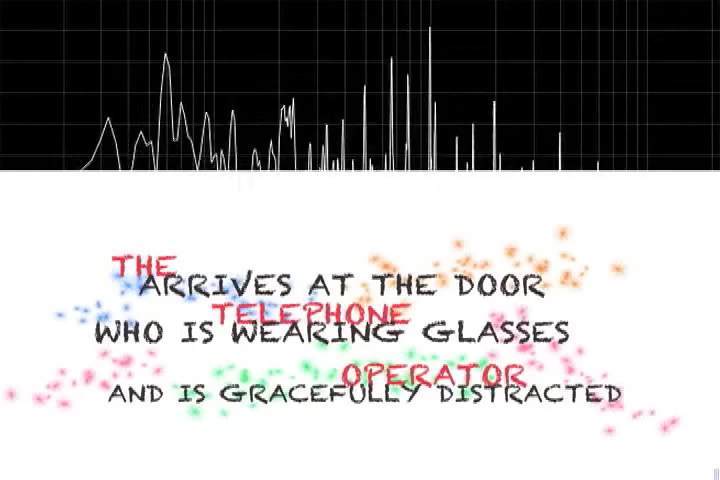 THE
ARRIVES AT THE DOOR
TELEPHONE
WHO IS WEARING GLASSES
OPERATOR
AND IS GRACEFULLY DISTRACTED